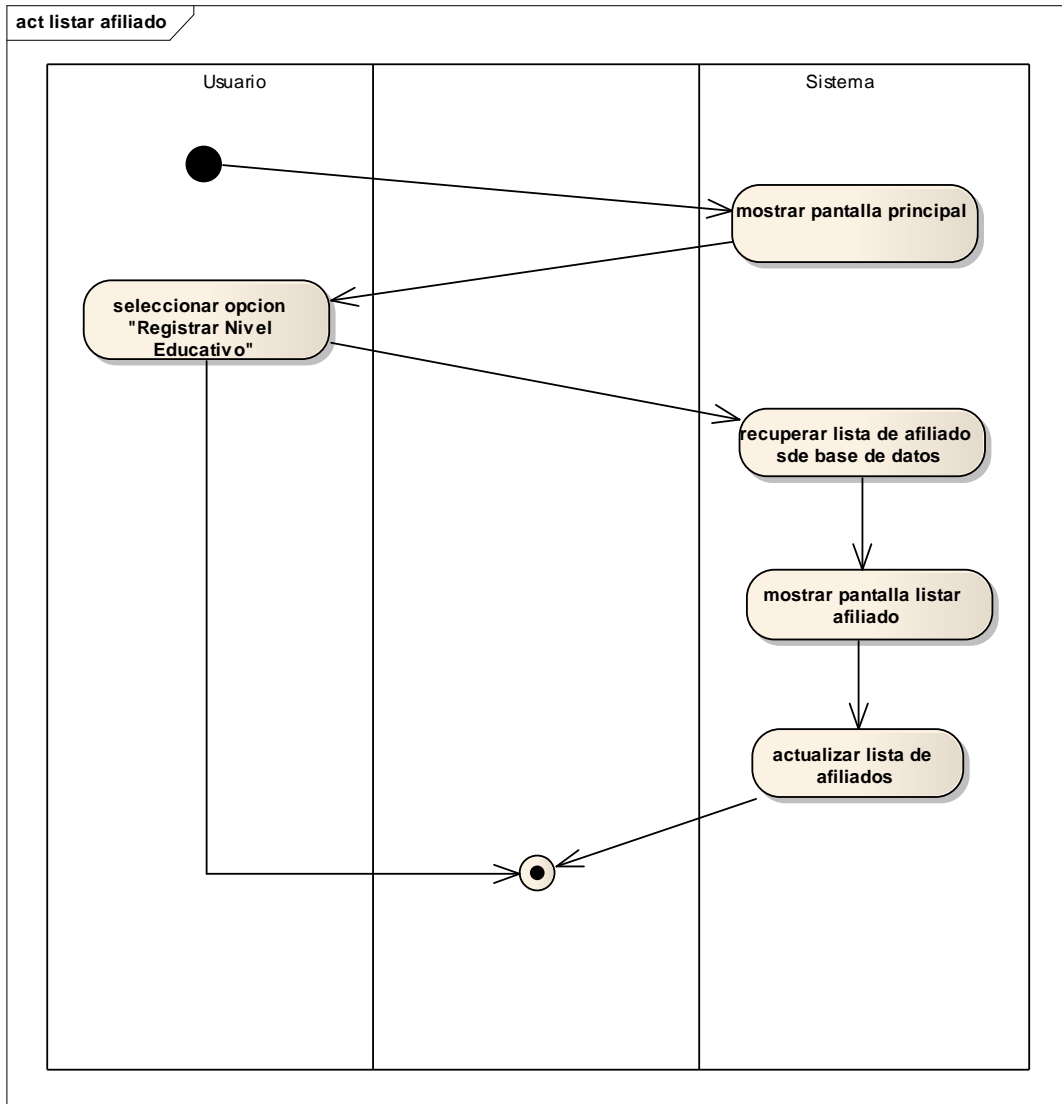 act listar afiliado
Usuario
Sistema
mostrar pantalla principal
seleccionar opcion
"Registrar Nivel
Educativo"
recuperar lista de afiliado
sde base de datos
mostrar pantalla listar
afiliado
actualizar lista de
afiliados